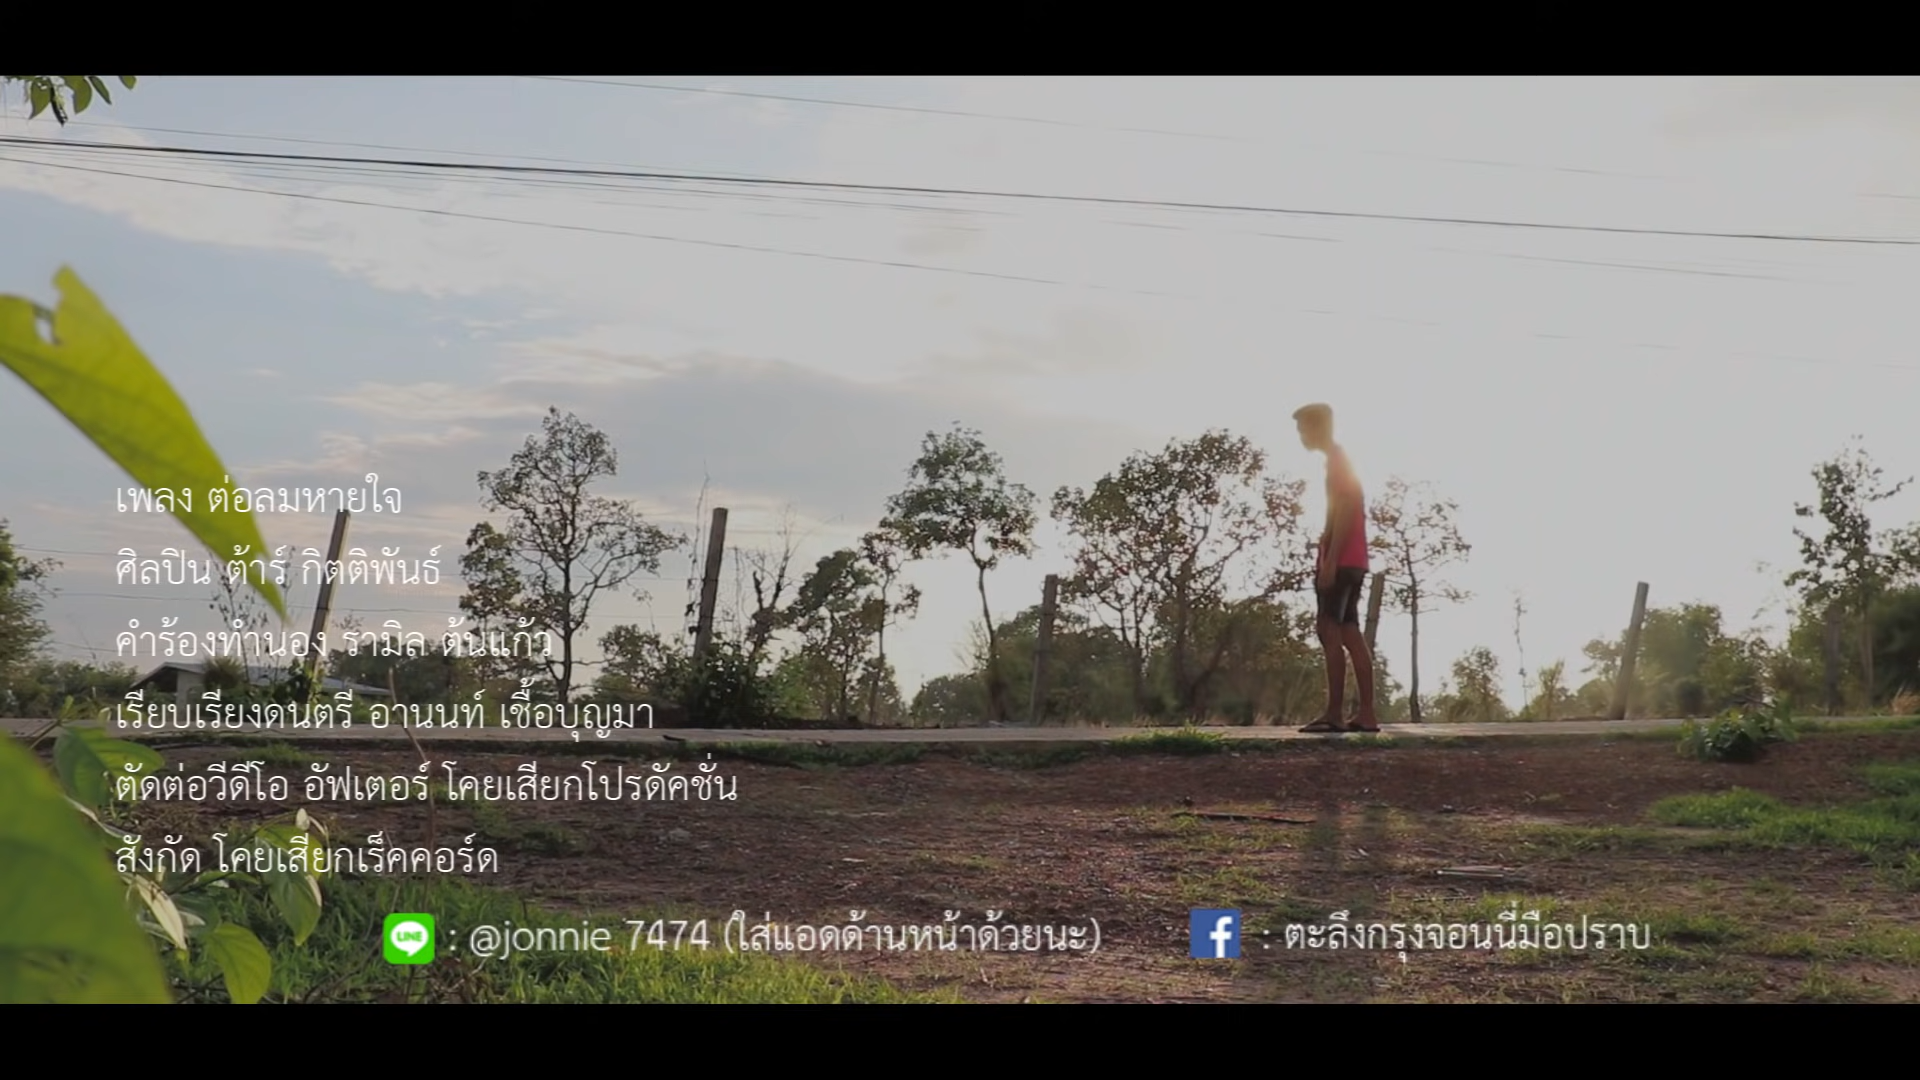 เพลง ต่อลมหายใจ
ศิลปิน ต้าร์ กิตติพันธ์
คำร้องทำนอง รามิล ต้นแก้ว
เรียบเรียงดนตรี อานนท์ เชื้อบุญมา
ตัดต่อวีดีโอ อัฟเตอร์ โคยเสียกโปรดัคชั่น
สังกัด โคยเสียกเร็คคอร์ด
LINE : @jonnie 7474 (ใส่แอดด้านหน้าด้วยนะ)
f : ตะลึงกรุงจอนนี่มือปราบ